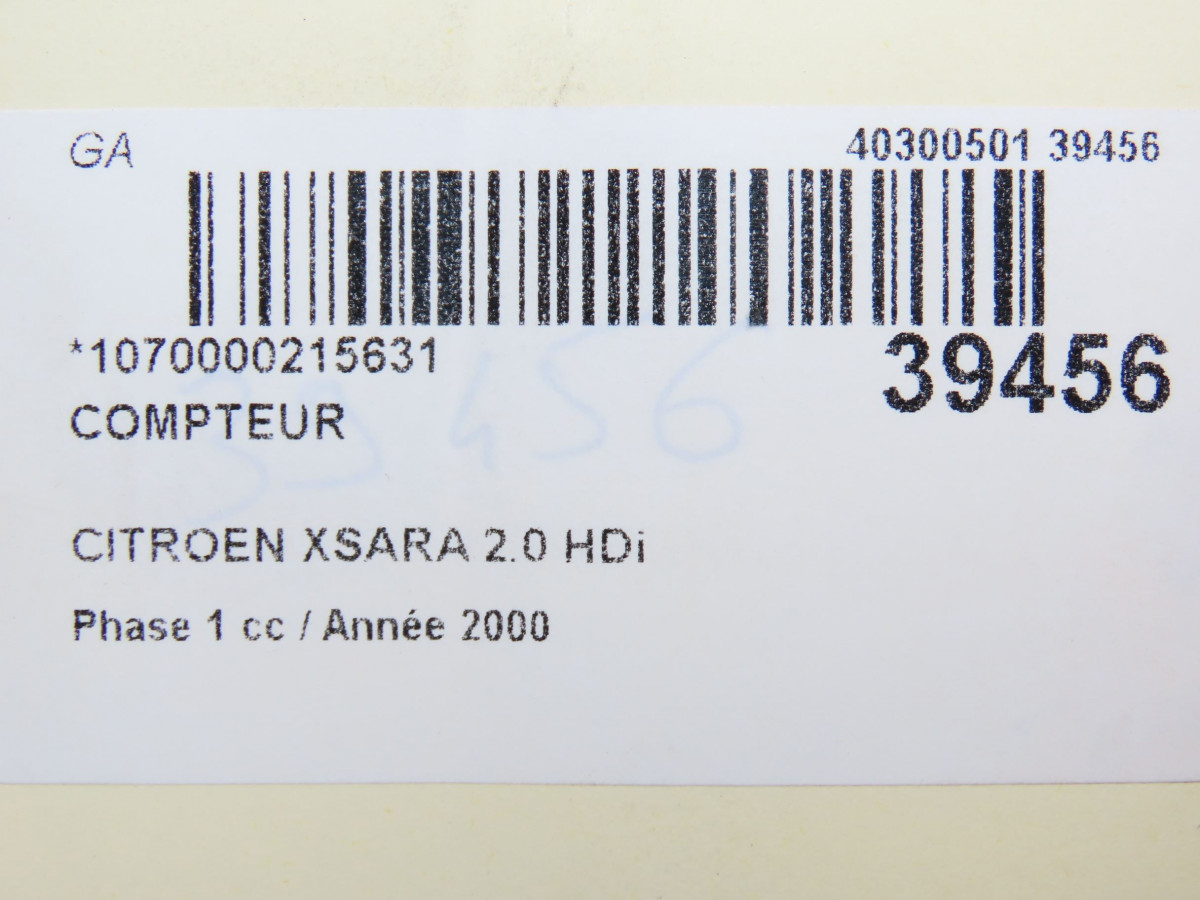 GA
40300501 39456
*1070000215631
39456
COMPTEUR
39456
CITROEN XSARA 2.0 HDi
Phase 1 cc / Année 2000